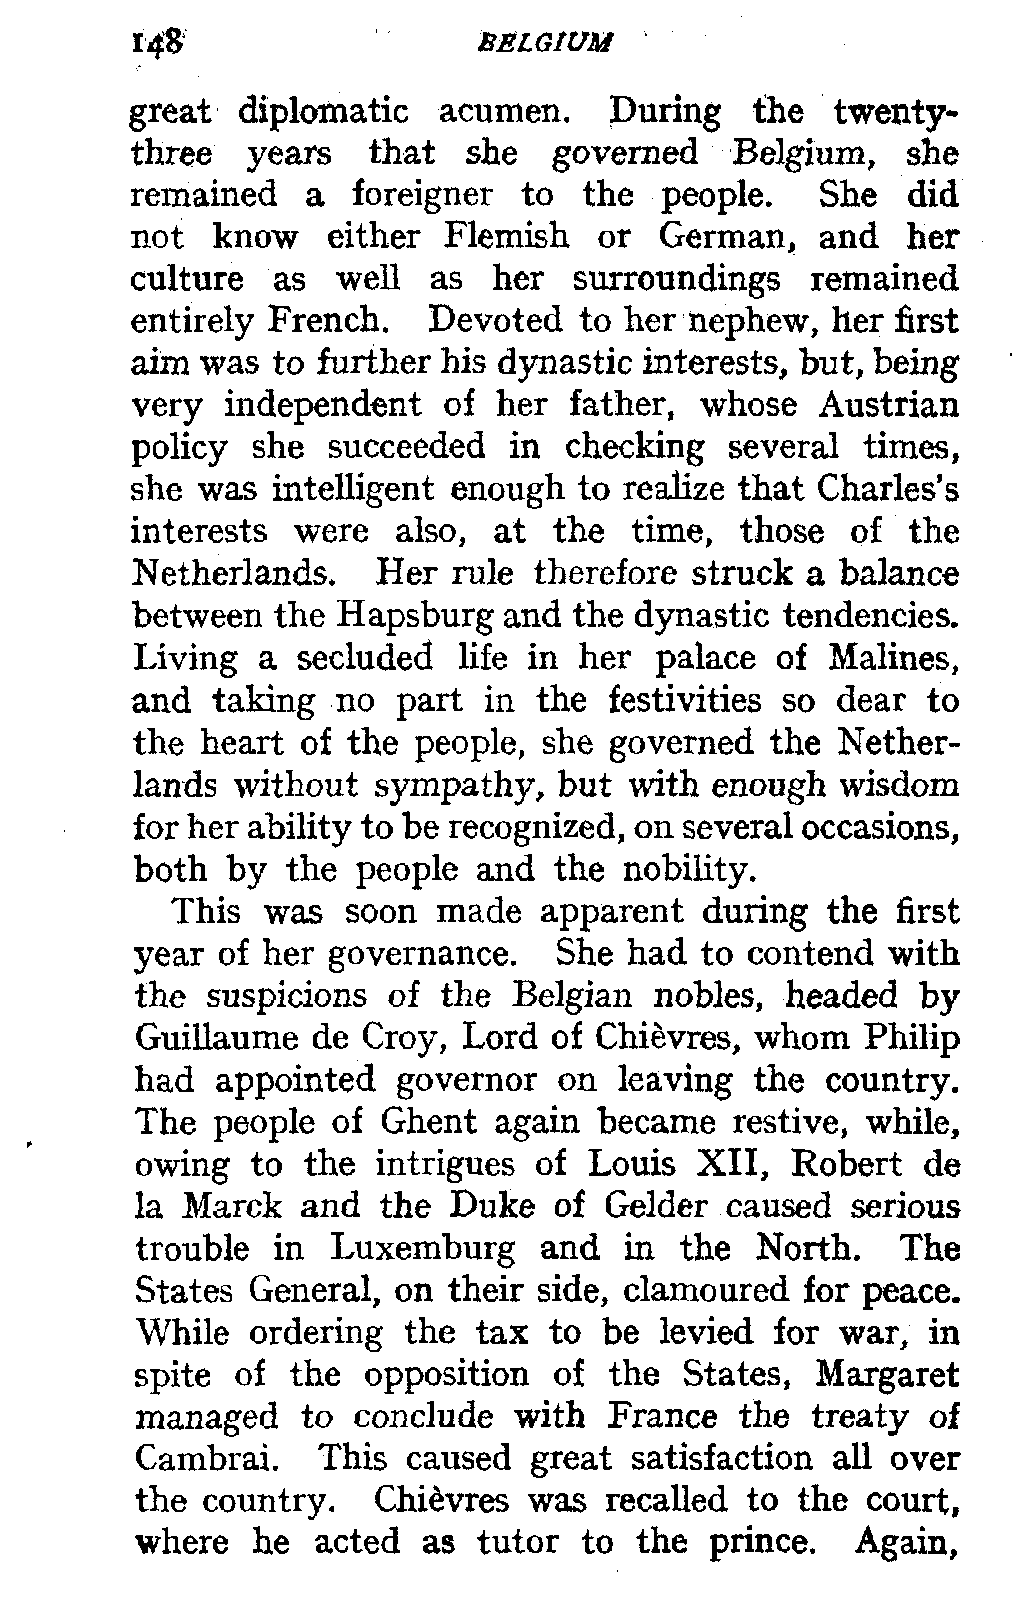 148 BELGIUM
great diplomatic acumen. During the twenty-
three years that she governed Belgium, she
remained a foreigner to the people. She did
not know either Flemish or German, and her
culture as well as her surroundings remained
entirely French. Devoted to her nephew, her first
aim was to further his dynastic interests, but, being
very independent of her father, whose Austrian
policy she succeeded in checking several times,
she was intelligent enough to realize that Charles's
interests were also, at the time, those of the
Netherlands. Her rule therefore struck a balance
between the Hapsburg and the dynastic tendencies.
Living a secluded life in her palace of Malines,
and taking no part in the festivities so dear to
the heart of the people, she governed the Nether-
lands without sympathy, but with enough wisdom
for her ability to be recognized, on several occasions,
both by the people and the nobility.
This was soon made apparent during the first
year of her governance. She had to contend with
the suspicions of the Belgian nobles, headed by
Guillaume de Croy, Lord of Chièvres, whom Philip
had appointed governor on leaving the country.
The people of Ghent again became restive, while,
owing to the intrigues of Louis XII, Robert de
la Marck and the Duke of Gelder caused serious
trouble in Luxemburg and in the North. The
States General, on their side, clamoured for peace.
While ordering the tax to be levied for war, in
spite of the opposition of the States, Margaret
managed to conclude with France the treaty of
Cambrai. This caused great satisfaction all over
the country. Chièvres was recalled to the court,
where he acted as tutor to the prince. Again,